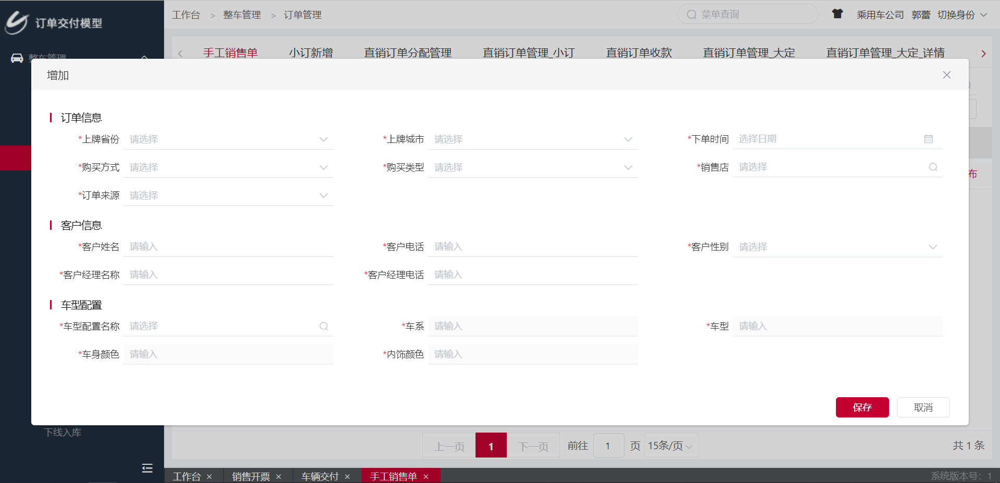 订单交付模型
工作台 > 整车管理 > 订单管理
菜单查询
乘用车公司 郭蕾 切换身份
整车管理
手工销售单 小订新增 直销订单分配管理 直销订单管理_小订 直销订单收款 直销订单管理_大定 直销订单管理_大定_详情
增加
订单信息
*上牌省份 请选择 *上牌城市 请选择 *下单时间 选择日期
*购买方式 请选择 *购买类型 请选择 *销售店 请选择
布
*订单来源 请选择
客户信息
*客户姓名 请输入 *客户电话 请输入 *客户性别 请选择
*客户经理名称 请输入 *客户经理电话 请输入
车型配置
*车型配置名称 请选择 *车系 请输入 *车型 请输入
*车身颜色 请输入 *内饰颜色 请输入
保存 取消
下线入库
上一页 1 下一页 前往 1 页 15条/页 共 1 条
工作台 × 销售开票 × 车辆交付 × 手工销售单 × 系统版本号：1